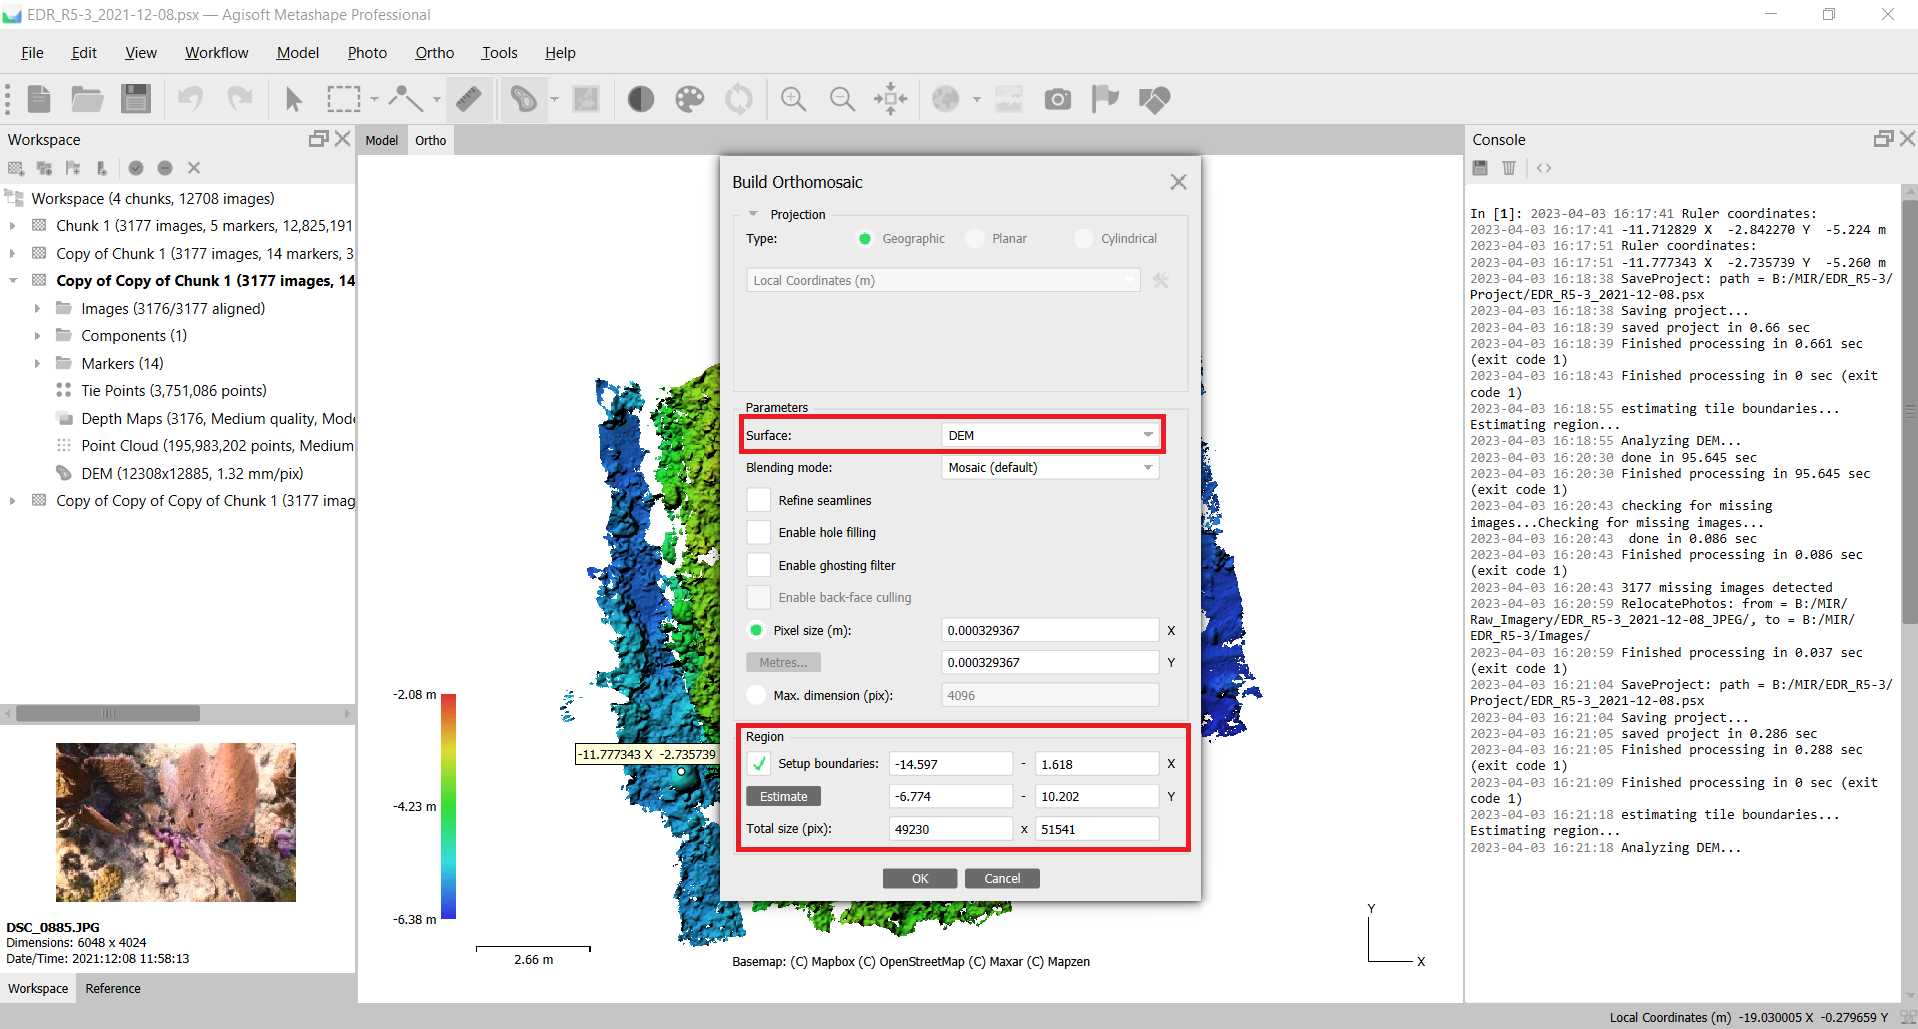 EDR_R5-3_2021-12-08.psx — Agisoft Metashape Professional
File Edit View Workflow Model Photo Ortho Tools Help
Workspace
Workspace (4 chunks, 12708 images)
Chunk 1 (3177 images, 5 markers, 12,825,191
Copy of Chunk 1 (3177 images, 14 markers, 3,
Copy of Copy of Chunk 1 (3177 images, 14
Images (3176/3177 aligned)
Components (1)
Markers (14)
Tie Points (3,751,086 points)
Depth Maps (3176, Medium quality, Mode
Point Cloud (195,983,202 points, Medium
DEM (12308x12885, 1.32 mm/pix)
Copy of Copy of Copy of Chunk 1 (3177 imag
DSC_0885.JPG
Dimensions: 6048 x 4024
Date/Time: 2021:12:08 11:58:13
Workspace Reference
Model Ortho
-2.08 m
-4.23 m
-6.38 m
2.66 m
-11.777343 X -2.735739
Basemap: (C) Mapbox (C) OpenStreetMap (C) Maxar (C) Mapzen
Y
X
Build Orthomosaic
Projection
Type: Geographic Planar Cylindrical
Local Coordinates (m)
Parameters
Surface: DEM
Blending mode: Mosaic (default)
Refine seamlines
Enable hole filling
Enable ghosting filter
Enable back-face culling
Pixel size (m): 0.000329367 X
Metres... 0.000329367 Y
Max. dimension (pix): 4096
Region
Setup boundaries: -14.597 - 1.618 X
Estimate -6.774 - 10.202 Y
Total size (pix): 49230 x 51541
OK Cancel
Console
In [1]: 2023-04-03 16:17:41 Ruler coordinates:
2023-04-03 16:17:41 -11.712829 X -2.842270 Y -5.224 m
2023-04-03 16:17:51 Ruler coordinates:
2023-04-03 16:17:51 -11.777343 X -2.735739 Y -5.260 m
2023-04-03 16:18:38 SaveProject: path = B:/MIR/EDR_R5-3/
Project/EDR_R5-3_2021-12-08.psx
2023-04-03 16:18:38 Saving project...
2023-04-03 16:18:39 saved project in 0.66 sec
2023-04-03 16:18:39 Finished processing in 0.661 sec
(exit code 1)
2023-04-03 16:18:43 Finished processing in 0 sec (exit
code 1)
2023-04-03 16:18:55 estimating tile boundaries...
Estimating region...
2023-04-03 16:18:55 Analyzing DEM...
2023-04-03 16:20:30 done in 95.645 sec
2023-04-03 16:20:30 Finished processing in 95.645 sec
(exit code 1)
2023-04-03 16:20:43 checking for missing
images...Checking for missing images...
2023-04-03 16:20:43 done in 0.086 sec
2023-04-03 16:20:43 Finished processing in 0.086 sec
(exit code 1)
2023-04-03 16:20:43 3177 missing images detected
2023-04-03 16:20:59 RelocatePhotos: from = B:/MIR/
Raw_Imagery/EDR_R5-3_2021-12-08_JPEG/, to = B:/MIR/
EDR_R5-3/Images/
2023-04-03 16:20:59 Finished processing in 0.037 sec
(exit code 1)
2023-04-03 16:21:04 SaveProject: path = B:/MIR/EDR_R5-3/
Project/EDR_R5-3_2021-12-08.psx
2023-04-03 16:21:04 Saving project...
2023-04-03 16:21:05 saved project in 0.286 sec
2023-04-03 16:21:05 Finished processing in 0.288 sec
(exit code 1)
2023-04-03 16:21:09 Finished processing in 0 sec (exit
code 1)
2023-04-03 16:21:18 estimating tile boundaries...
Estimating region...
2023-04-03 16:21:18 Analyzing DEM...
Local Coordinates (m) -19.030005 X -0.279659 Y